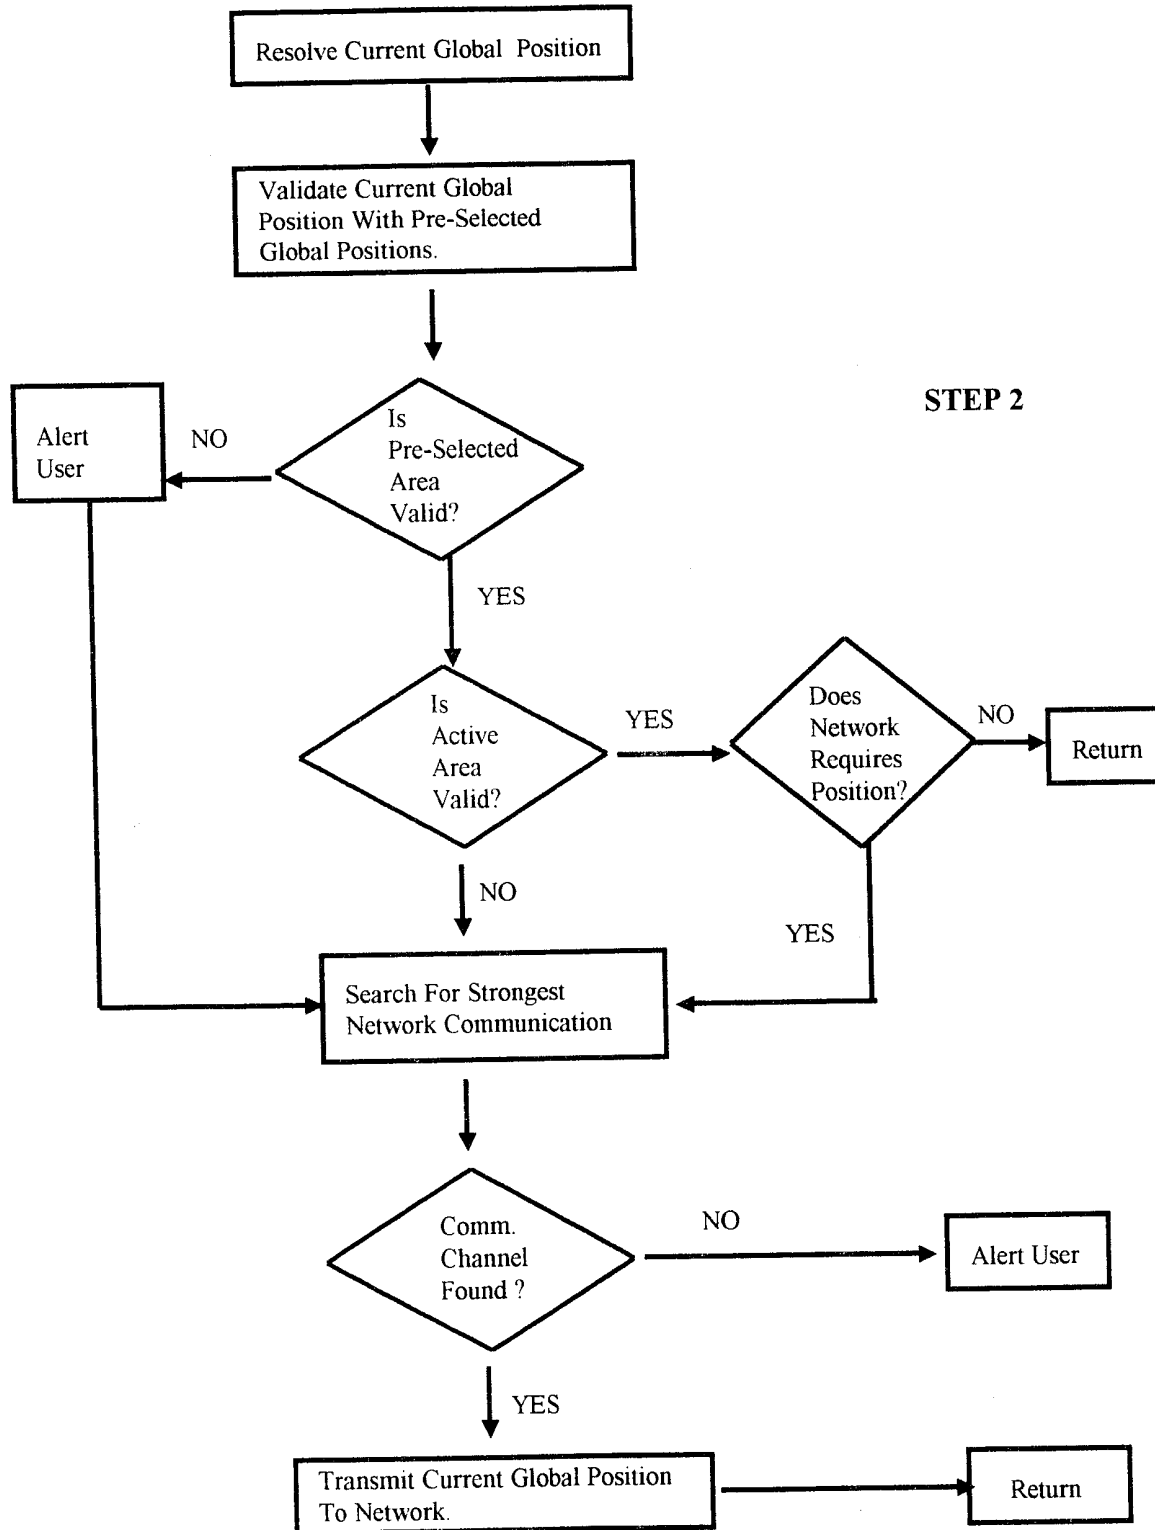 Resolve Current Global Position
Validate Current Global
Position With Pre-Selected
Global Positions.
STEP 2
Is
Pre-Selected
Area
Valid?
NO
Alert
User
YES
Is
Active
Area
Valid?
YES
Does
Network
Requires
Position?
NO
Return
NO
YES
Search For Strongest
Network Communication
Comm.
Channel
Found ?
NO
Alert User
YES
Transmit Current Global Position
To Network.
Return